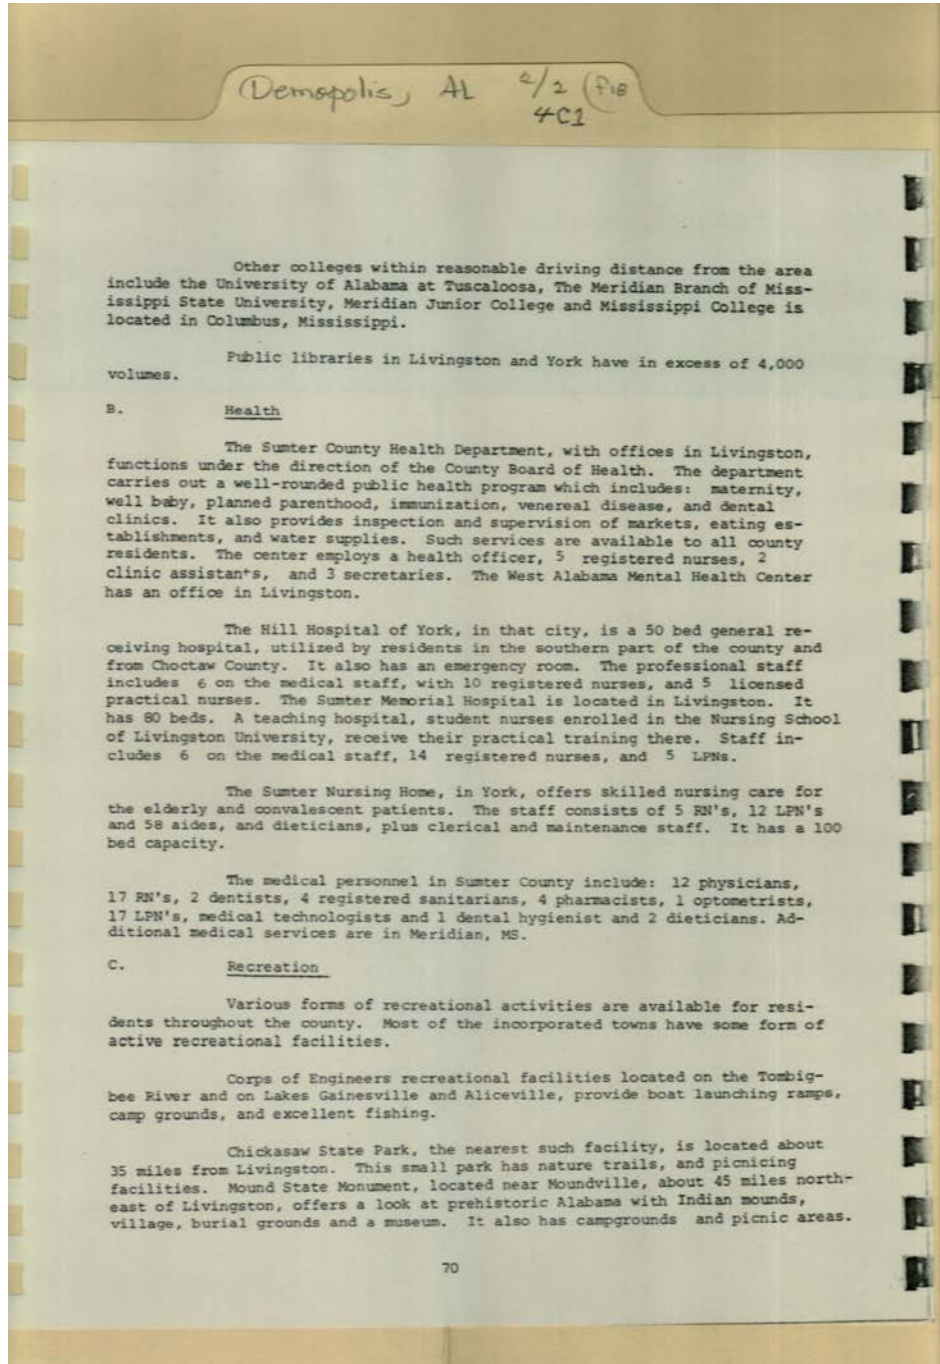 Demopolis, AL 2/2 (f18
4C1
Other colleges within reasonable driving distance from the area
include the University of Alabama at Tuscaloosa, The Meridian Branch of Miss-
issippi State University, Meridian Junior College and Mississippi College is
located in Columbus, Mississippi.
Public libraries in Livingston and York have in excess of 4,000
volumes.
B. Health
The Sumter County Health Department, with offices in Livingston,
functions under the direction of the County Board of Health. The department
carries out a well-rounded public health program which includes: maternity,
well baby, planned parenthood, immunization, venereal disease, and dental
clinics. It also provides inspection and supervision of markets, eating es-
tablishments, and water supplies. Such services are available to all county
residents. The center employs a health officer, 5 registered nurses, 2
clinic assistants, and 3 secretaries. The West Alabama Mental Health Center
has an office in Livingston.
The Hill Hospital of York, in that city, is a 50 bed general re-
ceiving hospital, utilized by residents in the southern part of the county and
from Choctaw County. It also has an emergency room. The professional staff
includes 6 on the medical staff, with 10 registered nurses, and 5 licensed
practical nurses. The Sumter Memorial Hospital is located in Livingston. It
has 80 beds. A teaching hospital, student nurses enrolled in the Nursing School
of Livingston University, receive their practical training there. Staff in-
cludes 6 on the medical staff, 14 registered nurses, and 5 LPNs.
The Sumter Nursing Home, in York, offers skilled nursing care for
the elderly and convalescent patients. The staff consists of 5 RN's, 12 LPN's
and 58 aides, and dieticians, plus clerical and maintenance staff. It has a 100
bed capacity.
The medical personnel in Sumter County include: 12 physicians,
17 RN's, 2 dentists, 4 registered sanitarians, 4 pharmacists, 1 optometrists,
17 LPN's, medical technologists and 1 dental hygienist and 2 dieticians. Ad-
ditional medical services are in Meridian, MS.
C. Recreation
Various forms of recreational activities are available for resi-
dents throughout the county. Most of the incorporated towns have some form of
active recreational facilities.
Corps of Engineers recreational facilities located on the Tombig-
bee River and on Lakes Gainesville and Aliceville, provide boat launching ramps,
camp grounds, and excellent fishing.
Chickasaw State Park, the nearest such facility, is located about
35 miles from Livingston. This small park has nature trails, and picnicing
facilities. Mound State Monument, located near Moundville, about 45 miles north-
east of Livingston, offers a look at prehistoric Alabama with Indian mounds,
village, burial grounds and a museum. It also has campgrounds and picnic areas.
70